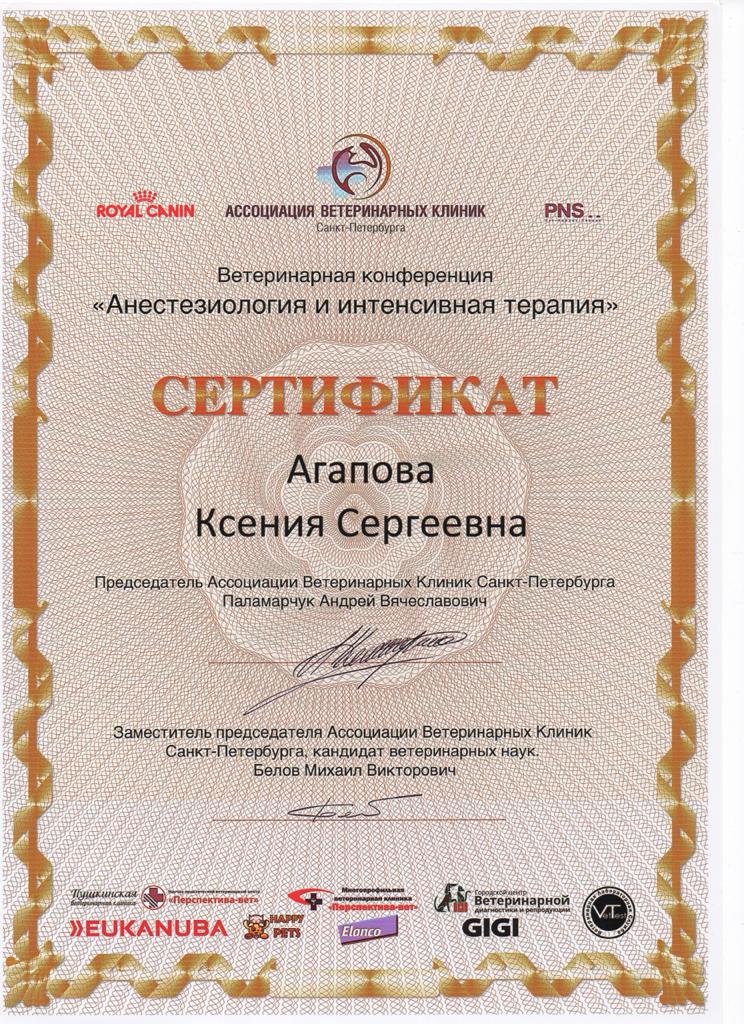 ROYAL CANIN
АССОЦИАЦИЯ ВЕТЕРИНАРНЫХ КЛИНИК
Санкт-Петербурга
PNS
Ветеринарная конференция
«Анестезиология и интенсивная терапия»
СЕРТИФИКАТ
Агапова
Ксения Сергеевна
Председатель Ассоциации Ветеринарных Клиник Санкт-Петербурга
Паламарчук Андрей Вячеславович
Заместитель председателя Ассоциации Ветеринарных Клиник
Санкт-Петербурга, кандидат ветеринарных наук.
Белов Михаил Викторович
Пушкинская
ветеринарная клиника
«Перспектива-вет»
Многопрофильная
ветеринарная клиника
«Перспектива-вет»
Городской центр
Ветеринарной
диагностики и репродукции
VetTest
EUKANUBA
HAPPY
PETS
Elanco
GIGI